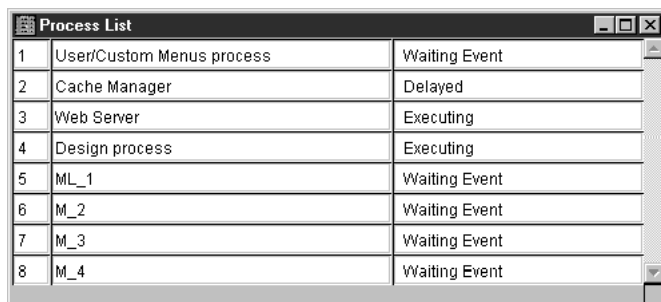 Process List
1 User/Custom Menus process Waiting Event
2 Cache Manager Delayed
3 Web Server Executing
4 Design process Executing
5 ML_1 Waiting Event
6 M_2 Waiting Event
7 M_3 Waiting Event
8 M_4 Waiting Event